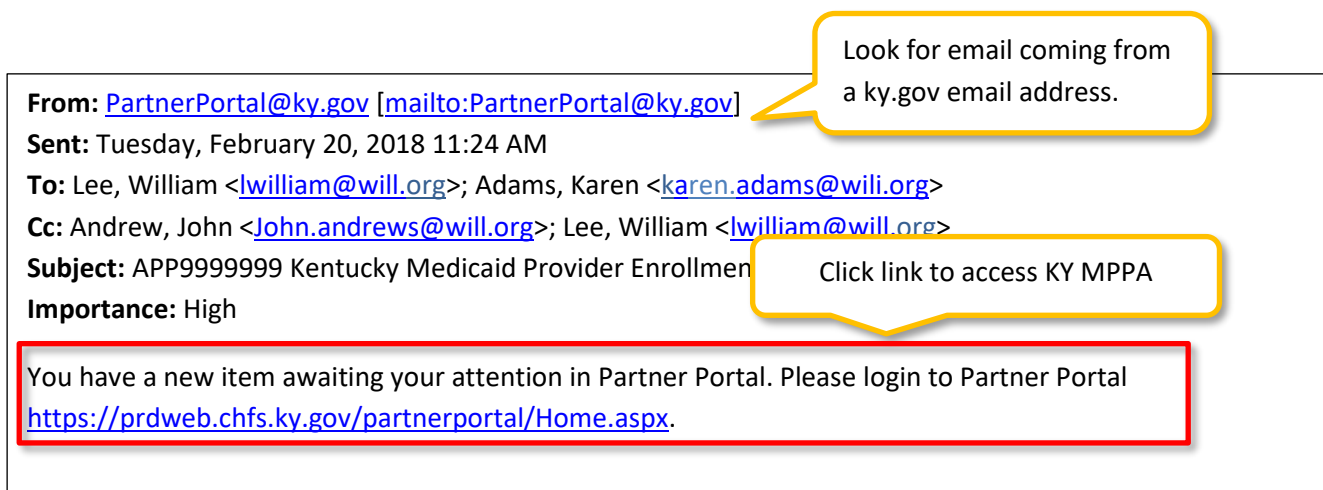 Look for email coming from
a ky.gov email address.
From: PartnerPortal@ky.gov [mailto:PartnerPortal@ky.gov]
Sent: Tuesday, February 20, 2018 11:24 AM
To: Lee, William <lwilliam@will.org>; Adams, Karen <karen.adams@wili.org>
Cc: Andrew, John <John.andrews@will.org>; Lee, William <lwilliam@will.org>
Subject: APP9999999 Kentucky Medicaid Provider
Click link to access KY MPPA
Importance: High
You have a new item awaiting your attention in Partner Portal. Please login to Partner Portal
https://prdweb.chfs.ky.gov/partnerportal/Home.aspx.